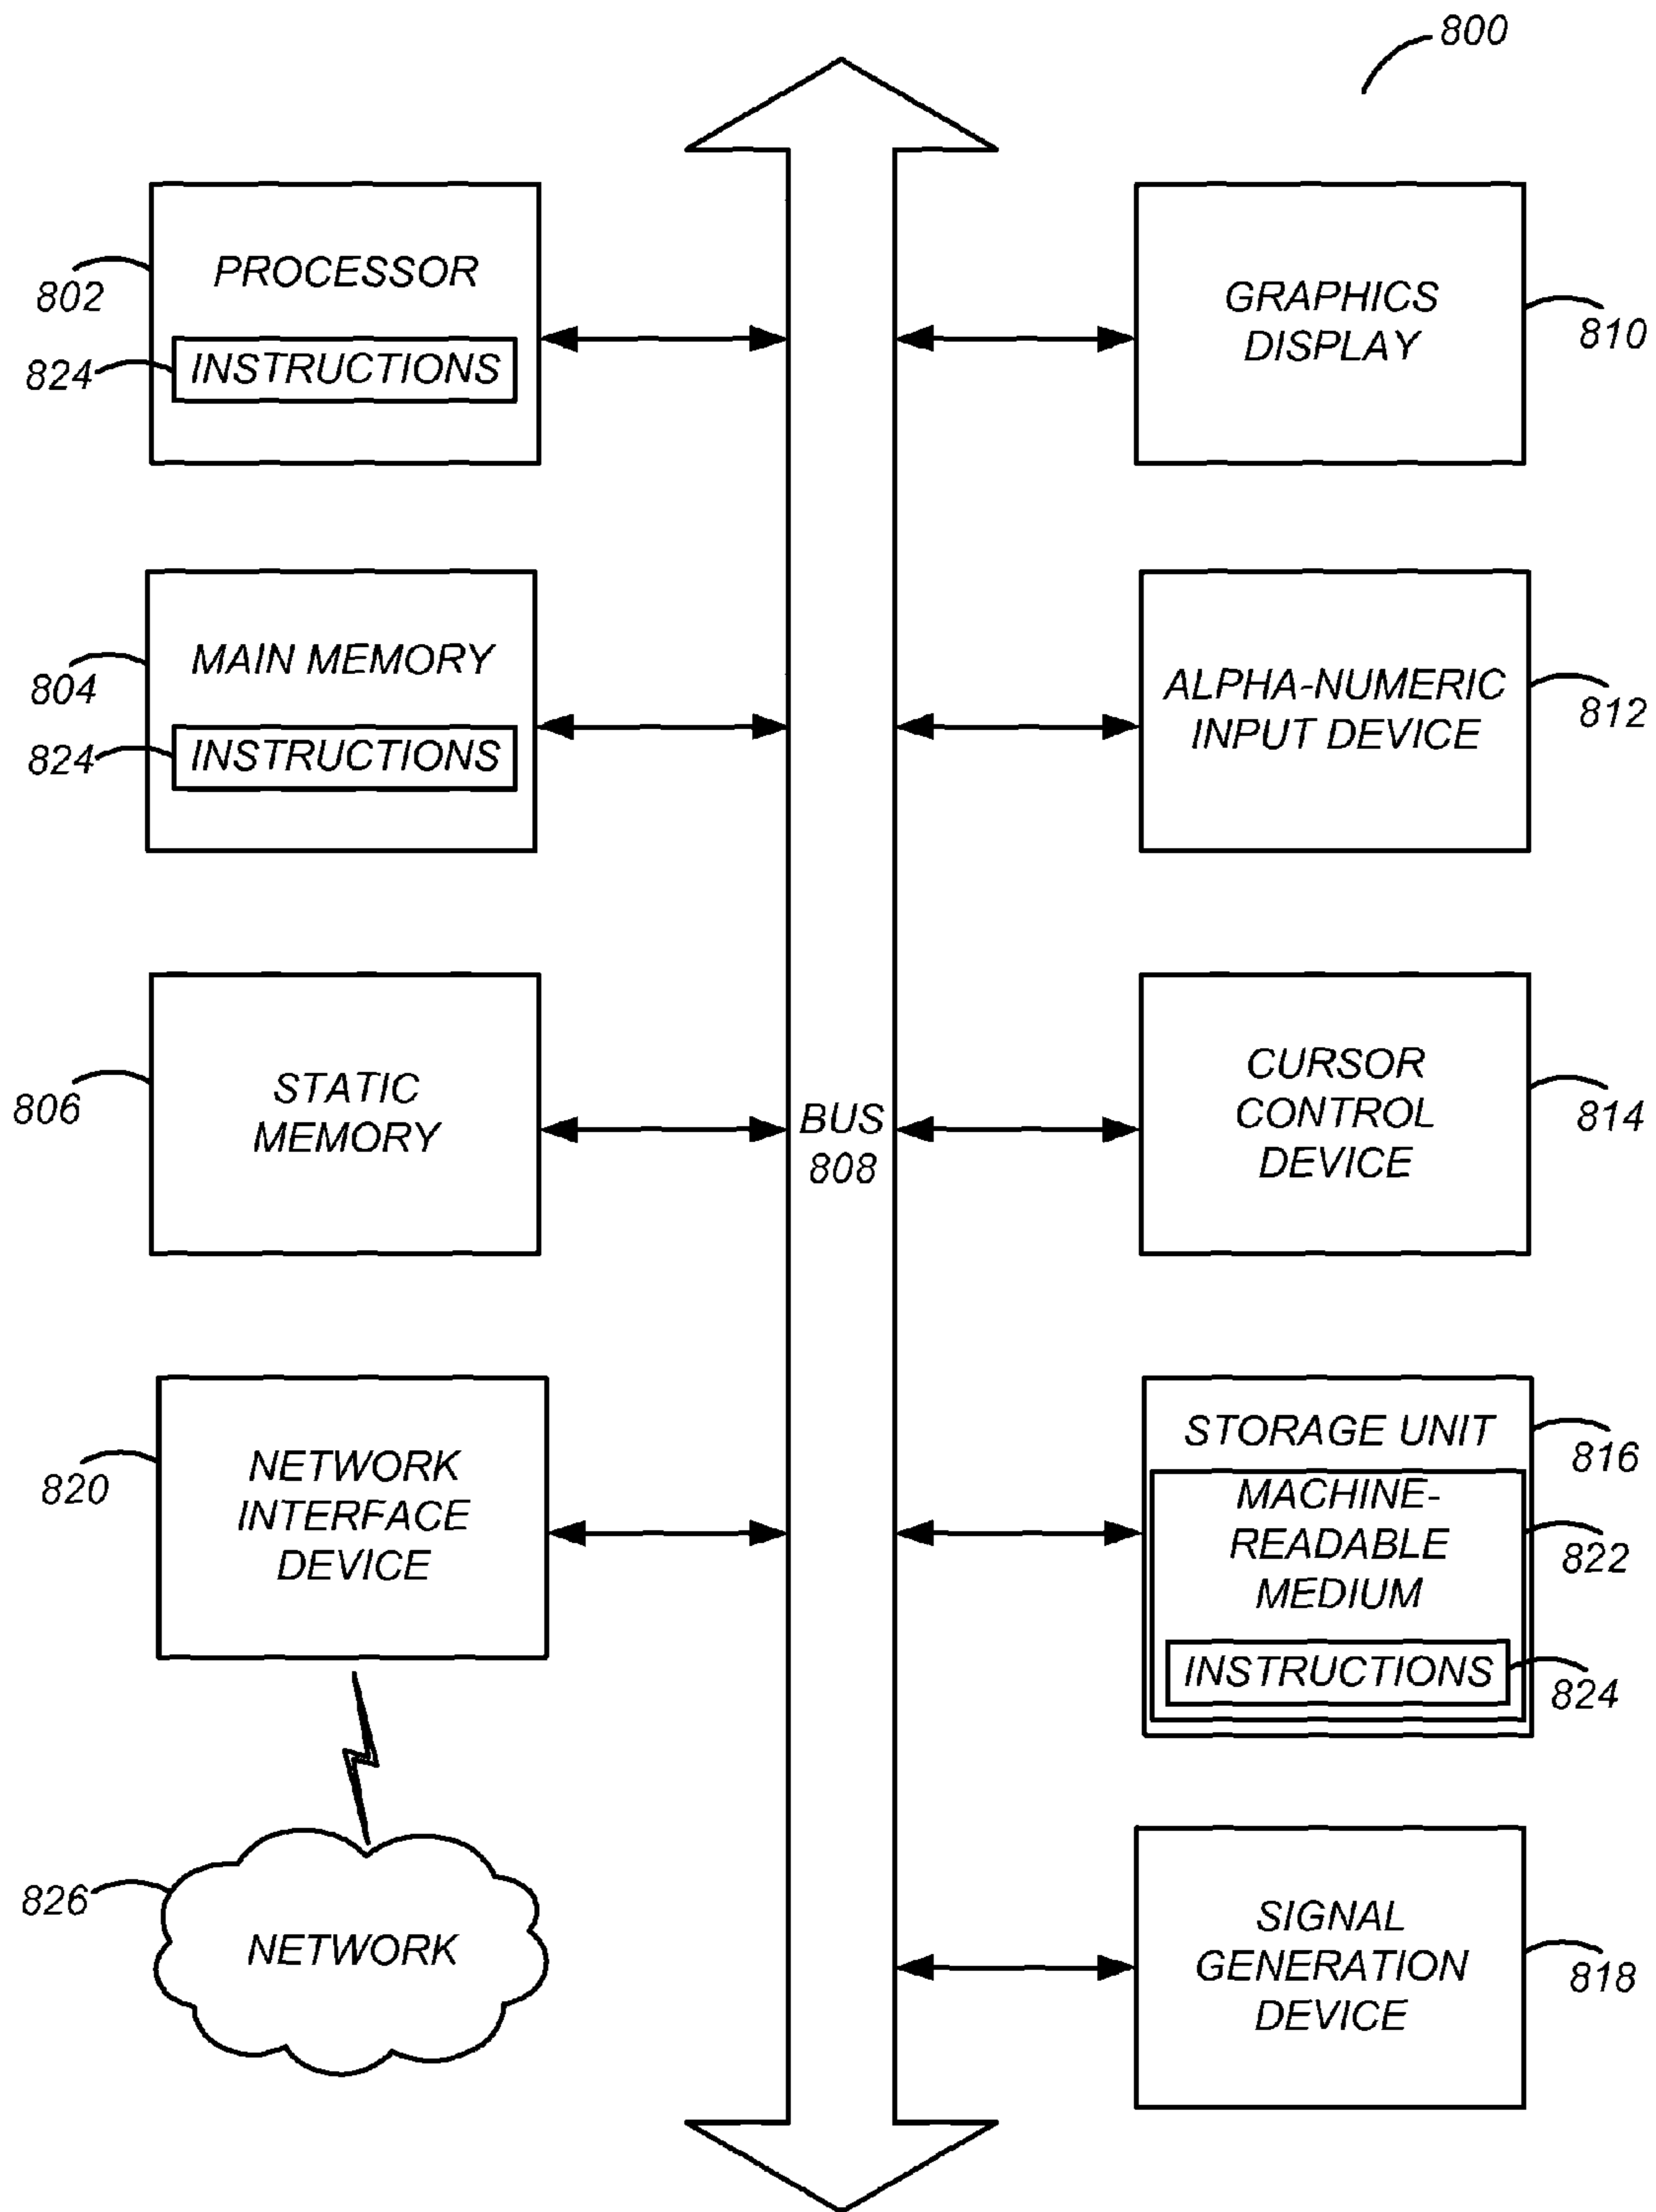 800
PROCESSOR
802
824
INSTRUCTIONS
GRAPHICS
DISPLAY
810
MAIN MEMORY
804
824
INSTRUCTIONS
ALPHA-NUMERIC
INPUT DEVICE
812
STATIC
MEMORY
806
BUS
808
CURSOR
CONTROL
DEVICE
814
NETWORK
INTERFACE
DEVICE
820
STORAGE UNIT
816
MACHINE-
READABLE
MEDIUM
822
INSTRUCTIONS
824
826
NETWORK
SIGNAL
GENERATION
DEVICE
818